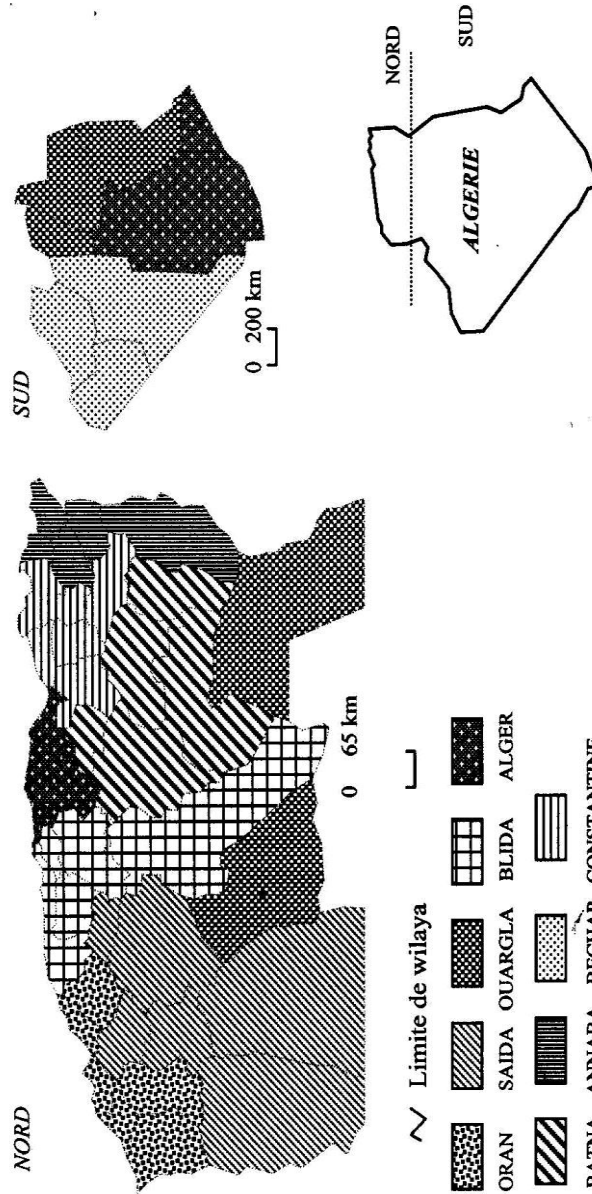 NORD
SUD
0 200 km
NORD
SUD
ALGERIE
0 65 km
Limite de wilaya
ORAN SAIDA OUARGLA BLIDA ALGER
BATNA ANNABA BECHAR CONSTANTINE